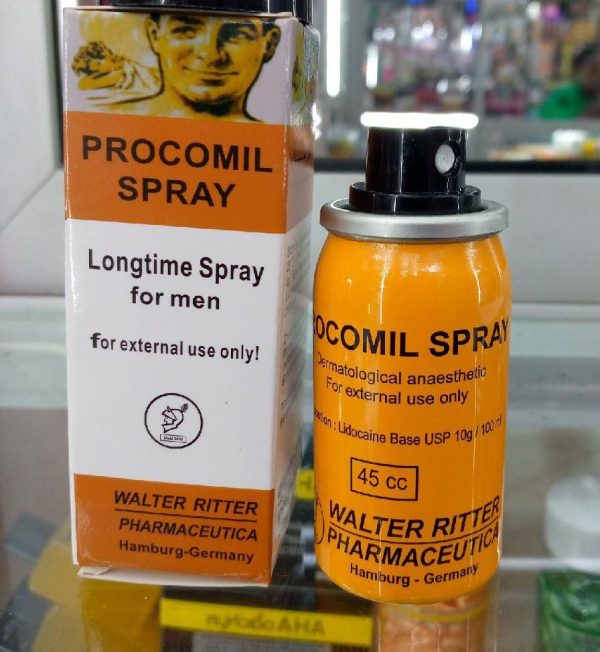 PROCOMIL
SPRAY
Longtime Spray
for men
for external use only!
WALTER RITTER
PHARMACEUTICA
Hamburg-Germany
OCOMIL SPRAY
Dermatological anaesthetic
For external use only
: Lidocaine Base USP 10g / 100 ml
45 cc
WALTER RITTER
PHARMACEUTICA
Hamburg - Germany
AHA